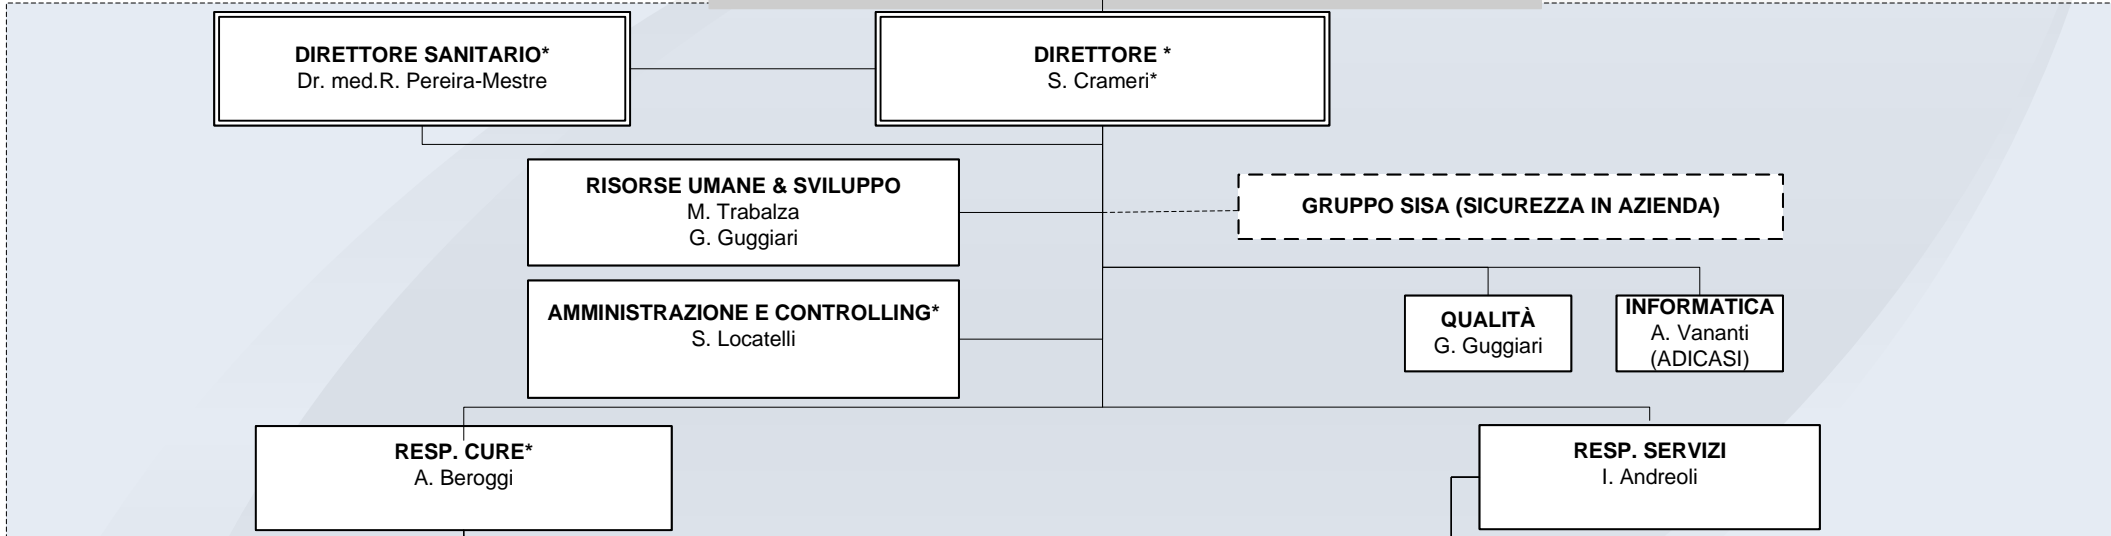 DIRETTORE SANITARIO*
Dr. med.R. Pereira-Mestre
DIRETTORE *
S. Crameri*
RISORSE UMANE & SVILUPPO
M. Trabalza
G. Guggiari
GRUPPO SISA (SICUREZZA IN AZIENDA)
AMMINISTRAZIONE E CONTROLLING*
S. Locatelli
QUALITÀ
G. Guggiari
INFORMATICA
A. Vananti
(ADICASI)
RESP. CURE*
A. Beroggi
RESP. SERVIZI
I. Andreoli